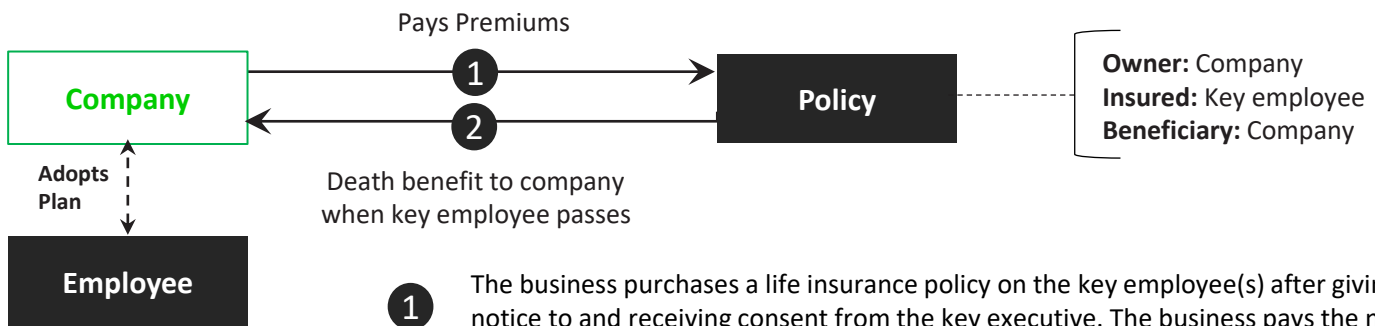 Pays Premiums
1
Company
Policy
Owner: Company
Insured: Key employee
Beneficiary: Company
2
Adopts
Plan
Death benefit to company
when key employee passes
Employee
1
The business purchases a life insurance policy on the key employee(s) after
notice to and receiving consent from the key executive. The business pays the